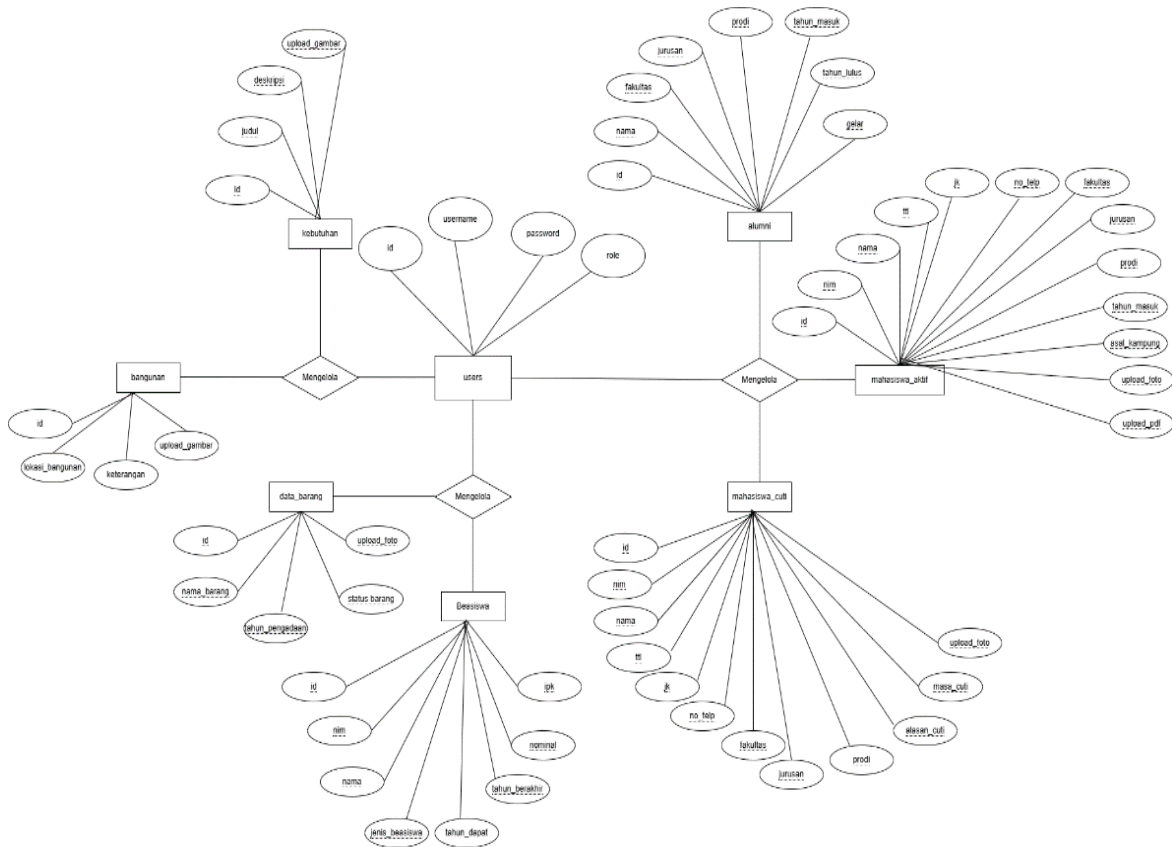 upload_gambar
deskripsi
judul
id
kebutuhan
id
username
password
role
users
Mengelola
bangunan
id
lokasi_bangunan
keterangan
upload_gambar
Mengelola
data_barang
id
nama_barang
tahun_pengadaan
status barang
upload_foto
Beasiswa
id
nim
nama
jenis_beasiswa
tahun_dapat
tahun_berakhir
nominal
ipk
prodi
tahun_masuk
jurusan
tahun_lulus
fakultas
gelar
nama
id
alumni
Mengelola
mahasiswa_aktif
id
nim
nama
ttl
jk
no_telp
fakultas
jurusan
prodi
tahun_masuk
asal_kampung
upload_foto
upload_pdf
mahasiswa_cuti
id
nim
nama
ttl
jk
no_telp
fakultas
jurusan
prodi
alasan_cuti
masa_cuti
upload_foto